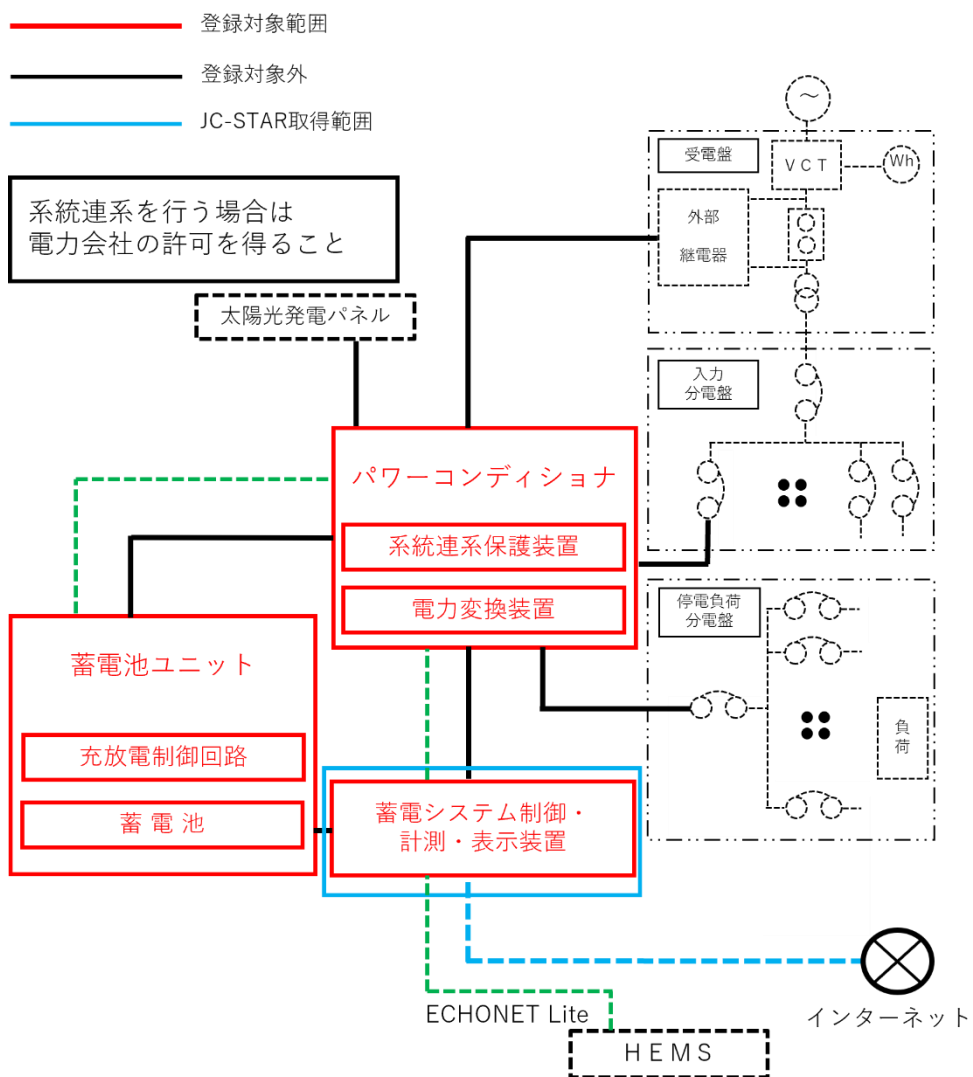 登録対象範囲
登録対象外
JC-STAR取得範囲
系統連系を行う場合は
電力会社の許可を得ること
太陽光発電パネル
~
受電盤
VCT
Wh
外部
継電器
入力
分電盤
パワーコンディショナ
系統連系保護装置
電力変換装置
停電負荷
分電盤
負
荷
蓄電池ユニット
充放電制御回路
蓄電池
蓄電システム制御・
計測・表示装置
ECHONET Lite
インターネット
HEMS